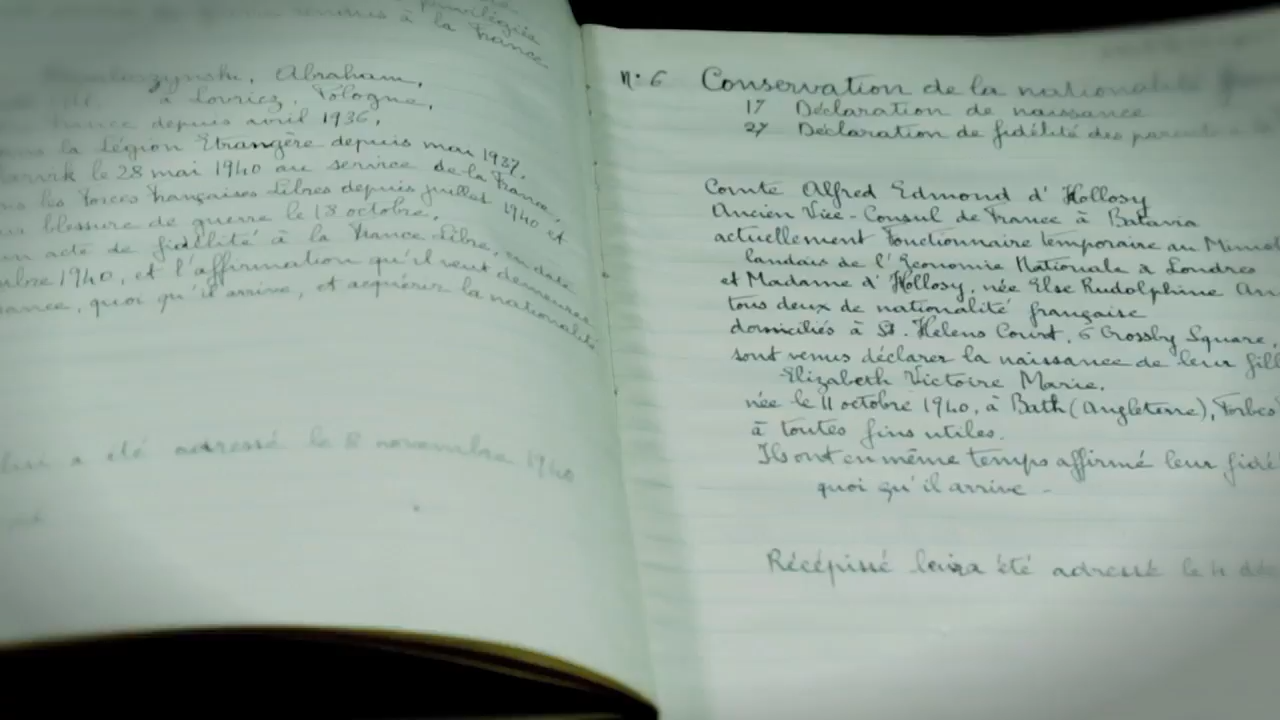 privilégiée
remises à la France
Abraham,
à Lovricz, Pologne,
France depuis avril 1936,
la Légion Etrangère depuis mai 1937.
le 28 mai 1940 au service de la France,
les Forces Françaises Libres depuis juillet 1940 et
blessure de guerre le 18 octobre,
acte de fidélité à la France Libre, en date
1940, et l'affirmation qu'il veut demeurer
quoi qu'il arrive, et acquérir la nationalité
a été adressé le 8 novembre 1940
n. 6 Conservation de la nationalité
1/ Déclaration de naissance
2/ Déclaration de fidélité des parents à la
Comte Alfred Edmond d'Hollosy
Ancien Vice-Consul de France à Batavia
actuellement fonctionnaire temporaire au
landais de l'Economie Nationale à Londres
et Madame d'Hollosy, née Else Rudolphine
tous deux de nationalité française
domiciliés à St. Helens Court, 6 Crossby Square,
sont venus déclarer la naissance de leur
Elizabeth Victoire Marie,
née le 11 octobre 1940, à Bath (Angleterre),
à toutes fins utiles.
Ils ont en même temps affirmé leur
quoi qu'il arrive -
Récépissé leur a été adressé le